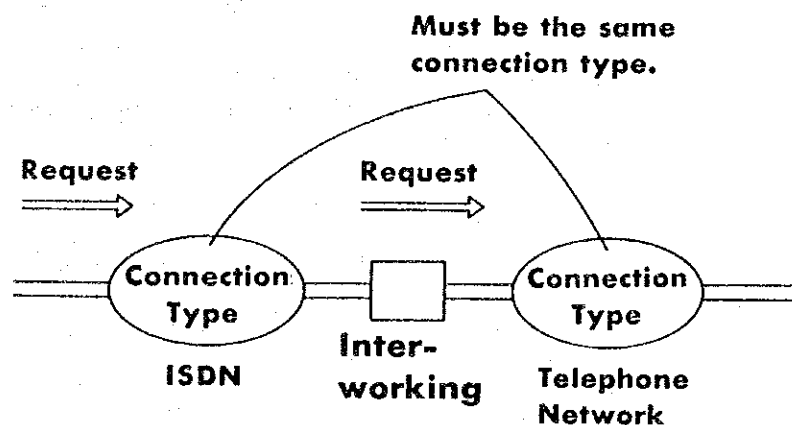 Must be the same
connection type.
Request
Request
Connection
Type
Connection
Type
Inter-
working
ISDN
Telephone
Network